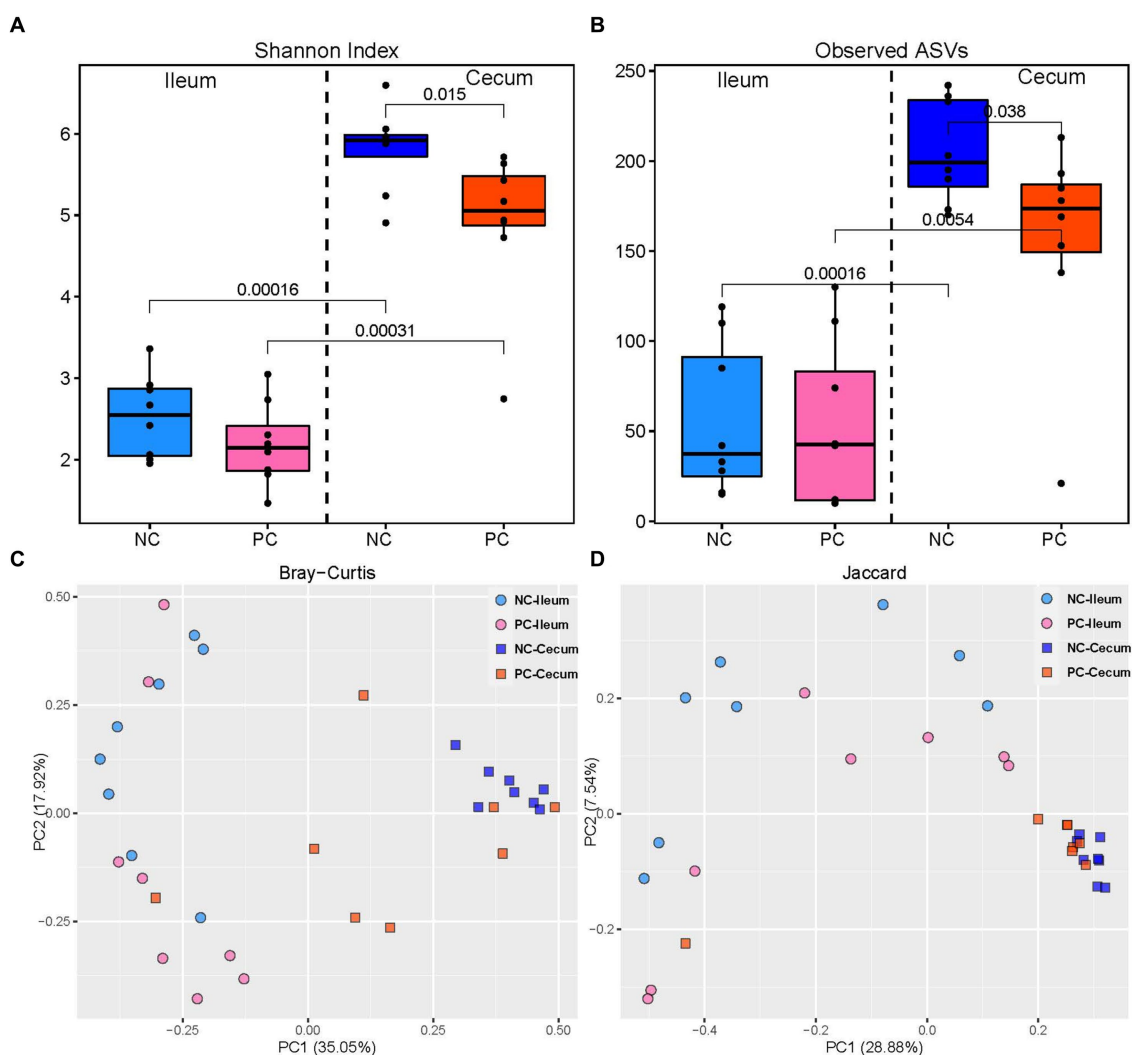 A
Shannon Index
Ileum
Cecum
0.015
0.00016
0.00031
6
5
4
3
2
NC
PC
NC
PC
B
Observed ASVs
Ileum
Cecum
0.038
0.0054
0.00016
250
200
150
100
50
0
NC
PC
NC
PC
C
Bray−Curtis
NC-Ileum
PC-Ileum
NC-Cecum
PC-Cecum
PC2 (17.92%)
0.50
0.25
0.00
−0.25
−0.25
0.00
0.25
0.50
PC1 (35.05%)
D
Jaccard
NC-Ileum
PC-Ileum
NC-Cecum
PC-Cecum
PC2 (7.54%)
0.2
0.0
−0.2
−0.4
−0.2
0.0
0.2
PC1 (28.88%)